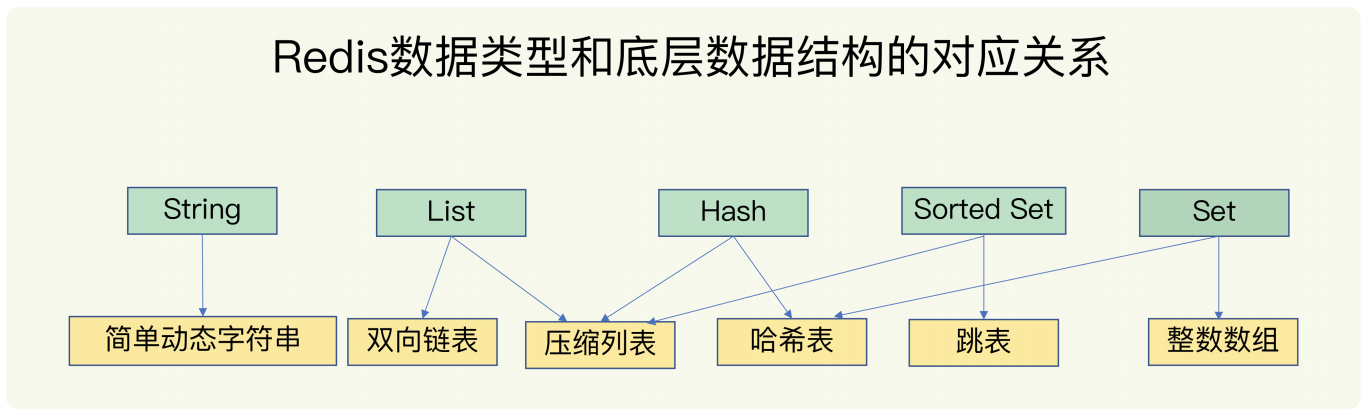 Redis数据类型和底层数据结构的对应关系
String
List
Hash
Sorted Set
Set
简单动态字符串
双向链表
压缩列表
哈希表
跳表
整数数组